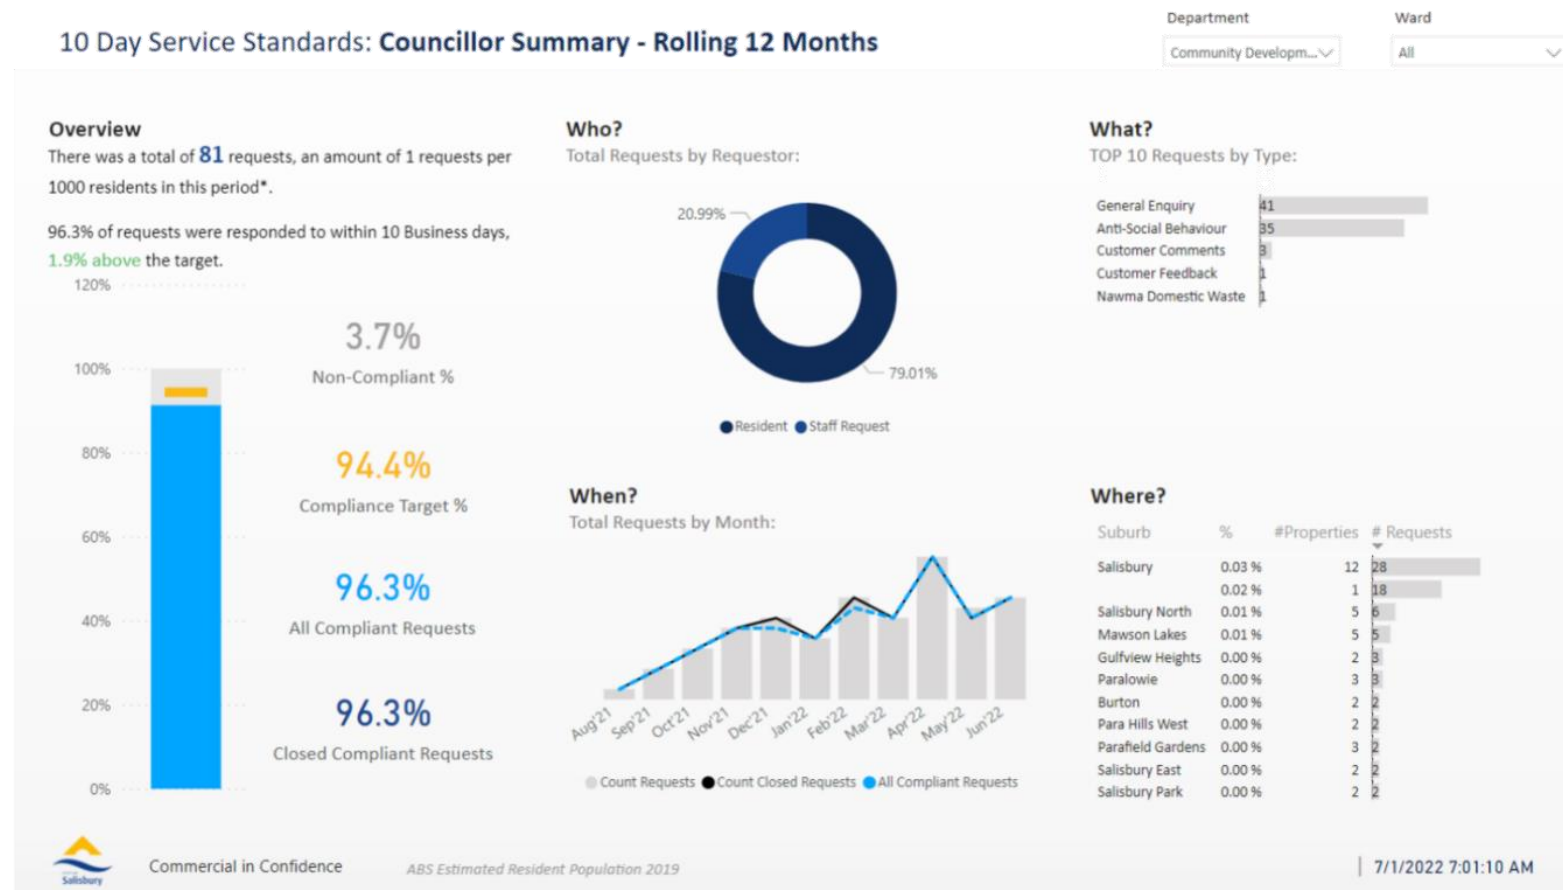 10 Day Service Standards: Councillor Summary - Rolling 12 Months
Department
Ward
Community Developm...
All
Overview
There was a total of 81 requests, an amount of 1 requests per
1000 residents in this period*.
96.3% of requests were responded to within 10 Business days,
1.9% above the target.
120%
100%
80%
60%
40%
20%
0%
3.7%
Non-Compliant %
94.4%
Compliance Target %
96.3%
All Compliant Requests
96.3%
Closed Compliant Requests
Who?
Total Requests by Requestor:
20.99%
79.01%
Resident Staff Request
What?
TOP 10 Requests by Type:
General Enquiry 41
Anti-Social Behaviour 35
Customer Comments 3
Customer Feedback 1
Nawma Domestic Waste 1
When?
Total Requests by Month:
Aug'21 Sep'21 Oct'21 Nov'21 Dec'21 Jan'22 Feb'22 Mar'22 Apr'22 May'22 Jun'22
Count Requests Count Closed Requests All Compliant Requests
Where?
Suburb % #Properties # Requests
Salisbury 0.03 % 12 28
0.02 % 1 18
Salisbury North 0.01 % 5 6
Mawson Lakes 0.01 % 5 5
Gulfview Heights 0.00 % 2 3
Paralowie 0.00 % 3 3
Burton 0.00 % 2 2
Para Hills West 0.00 % 2 2
Parafield Gardens 0.00 % 3 2
Salisbury East 0.00 % 2 2
Salisbury Park 0.00 % 2 2
Salisbury
Commercial in Confidence
ABS Estimated Resident Population 2019
7/1/2022 7:01:10 AM